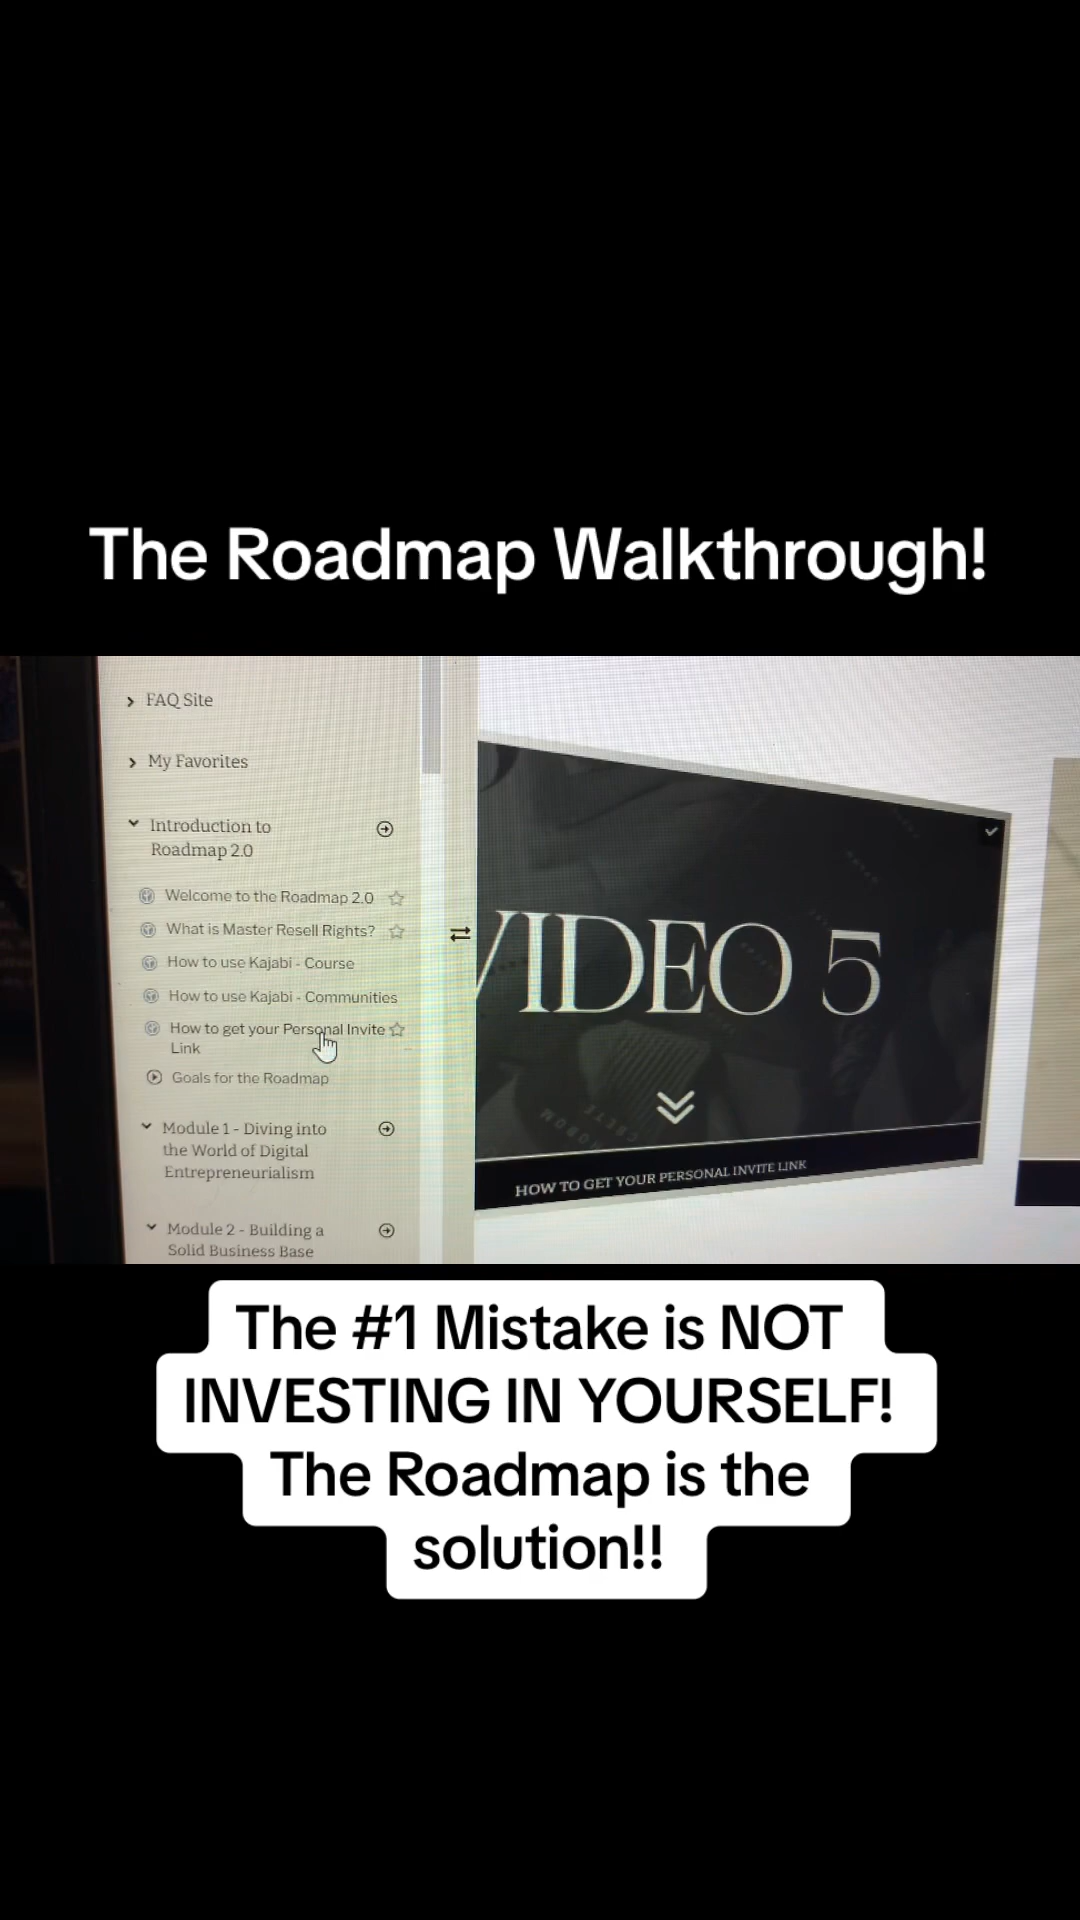 The Roadmap Walkthrough!
FAQ Site
My Favorites
Introduction to
Roadmap 2.0
Welcome to the Roadmap 2.0
What is Master Resell Rights?
How to use Kajabi - Course
How to use Kajabi - Communities
How to get your Personal Invite
Link
Goals for the Roadmap
Module 1 - Diving into
the World of Digital
Entrepreneurialism
Module 2 - Building a
Solid Business Base
VIDEO 5
HOW TO GET YOUR PERSONAL INVITE LINK
The #1 Mistake is NOT
INVESTING IN YOURSELF!
The Roadmap is the
solution!!